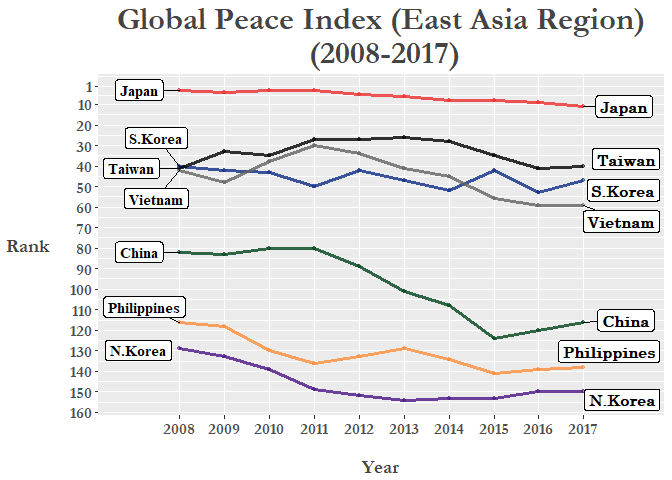 Global Peace Index (East Asia Region)
(2008-2017)
Rank
1
10
20
30
40
50
60
70
80
90
100
110
120
130
140
150
160
Japan
S.Korea
Taiwan
Vietnam
China
Philippines
N.Korea
Japan
Taiwan
S.Korea
Vietnam
China
Philippines
N.Korea
2008 2009 2010 2011 2012 2013 2014 2015 2016 2017
Year